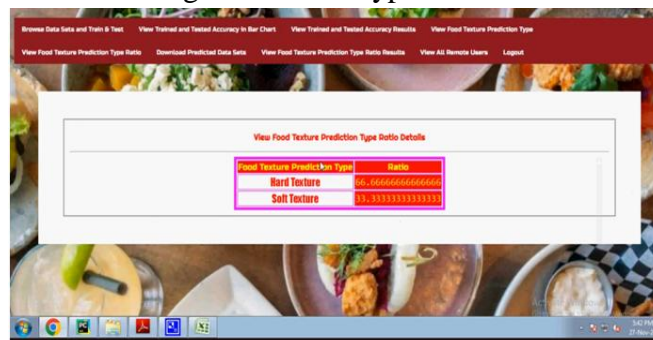 Browse Data Sets and Train & Test View Trained and Tested Accuracy in Bar Chart View Trained and Tested Accuracy Results View Food Texture Prediction Type
View Food Texture Prediction Type Ratio Download Predicted Data Sets View Food Texture Prediction Type Ratio Results View All Remote Users Logout
View Food Texture Prediction Type Ratio Details
Food Texture Prediction Type Ratio
Hard Texture 66.66666666666666
Soft Texture 33.33333333333333
5:42 PM